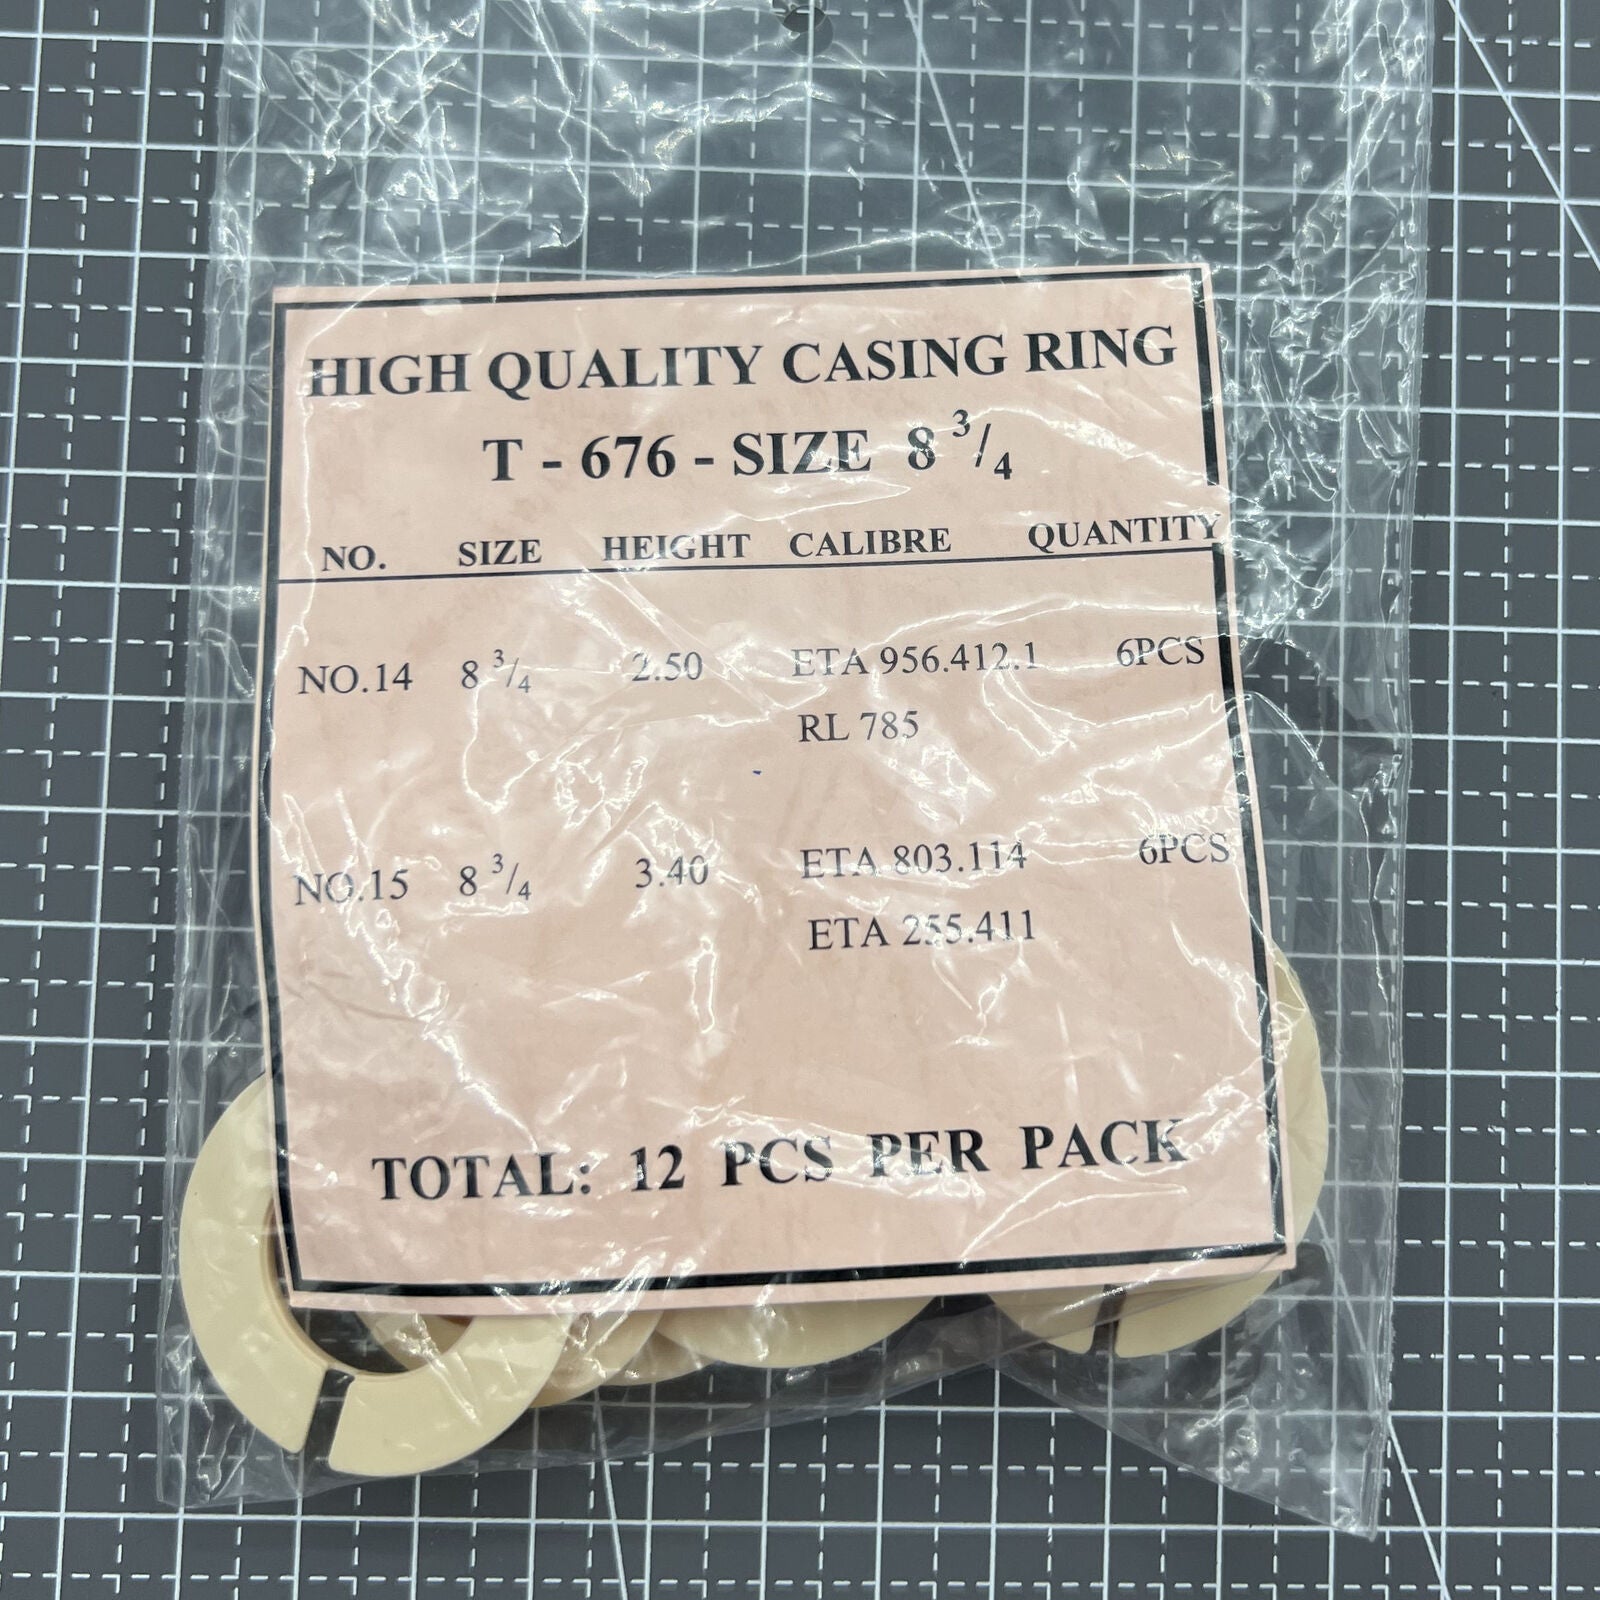 HIGH QUALITY CASING RING
T - 676 - SIZE 8 3/4
NO. SIZE HEIGHT CALIBRE QUANTITY
NO.14 8 3/4 2.50 ETA 956.412.1 6PCS
RL 785
NO.15 8 3/4 3.40 ETA 803.114 6PCS
ETA 255.411
TOTAL: 12 PCS PER PACK